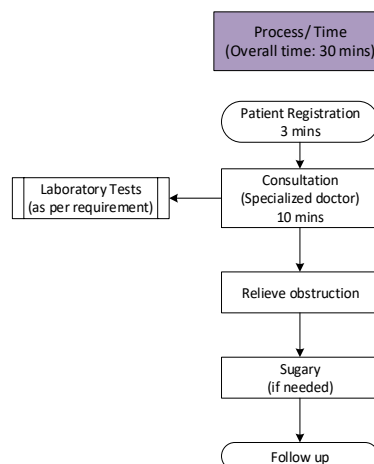 Process/ Time
(Overall time: 30 mins)
Patient Registration
3 mins
Consultation
(Specialized doctor)
10 mins
Laboratory Tests
(as per requirement)
Relieve obstruction
Sugary
(if needed)
Follow up